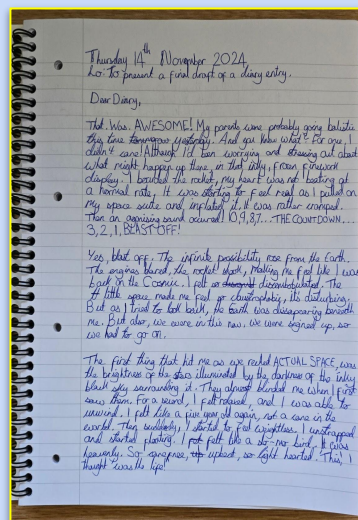 Thursday 14th November 2024
Lo: To present a final draft of a diary entry.
Dear Diary,
That. Was. AWESOME! My parents were probably going balistic
this time tomorrow yesterday. And you know what? For one, I
didn't care! Although I'd been worrying and stressing out about
what might happen up there, in that icky, frozen firework
display. I boarded the rocket, my heart was not beating at
a normal rate. It was starting to feel real as I pulled on
my space suite and inflated it. It was rather cramped.
Then an agonising sound occured! 10,9,8,7... THE COUNTDOWN...
3, 2, 1, BLAST OFF!
Yes, blast off. The infinite possibility rose from the Earth.
The engines blared, the rocket shook, making me feel like I was
back on the Cosmic. I felt discombobulated. The
little space made me feel claustrophobic, its disturbing.
But as I tried to look back, the Earth was dissapearing beneath
me. But also, we were in this now, we were signed up, so
we had to go on.
The first thing that hit me as we reached ACTUAL SPACE, was
the brightness of the stars illuminated by the darkness of the inky
black sky surrounding it. They almost blinded me when I first
saw them. For a second, I felt relaxed, and I was able to
unwind. I felt like a five year old again, not a care in the
world. Then suddenly, I started to feel weightless. I unstrapped
and started floating. I felt like a slo-mo bird. It was
heavenly. So carefree, upbeat, so light hearted. This, I
thought was the life!